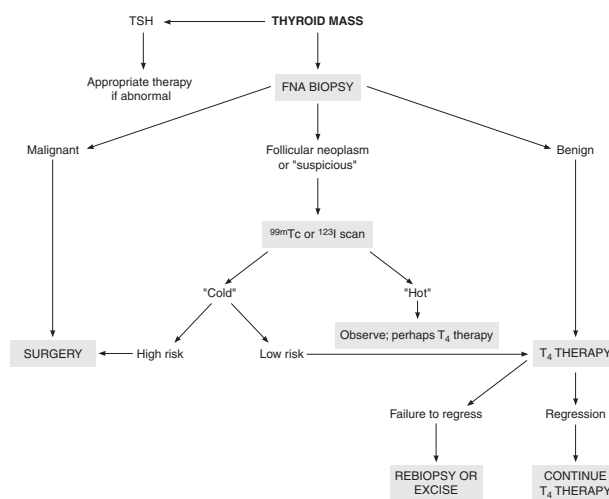 TSH
THYROID MASS
Appropriate therapy
if abnormal
FNA BIOPSY
Malignant
Follicular neoplasm
or "suspicious"
Benign
⁹⁹ᵐTc or ¹²³I scan
"Cold"
"Hot"
Observe; perhaps T₄ therapy
SURGERY
High risk
Low risk
T₄ THERAPY
Failure to regress
Regression
REBIOPSY OR
EXCISE
CONTINUE
T₄ THERAPY